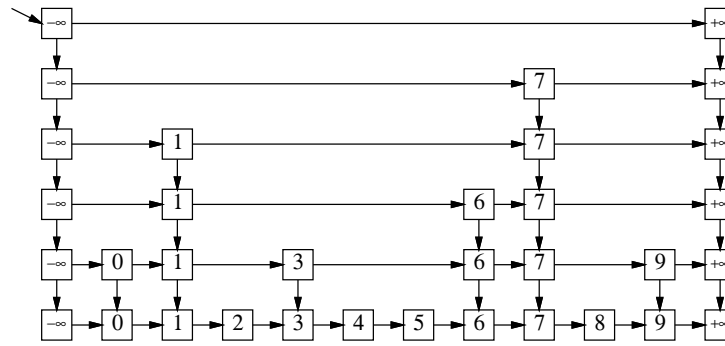 −∞ +∞
−∞ 7 +∞
−∞ 1 7 +∞
−∞ 1 6 7 +∞
−∞ 0 1 3 6 7 9 +∞
−∞ 0 1 2 3 4 5 6 7 8 9 +∞